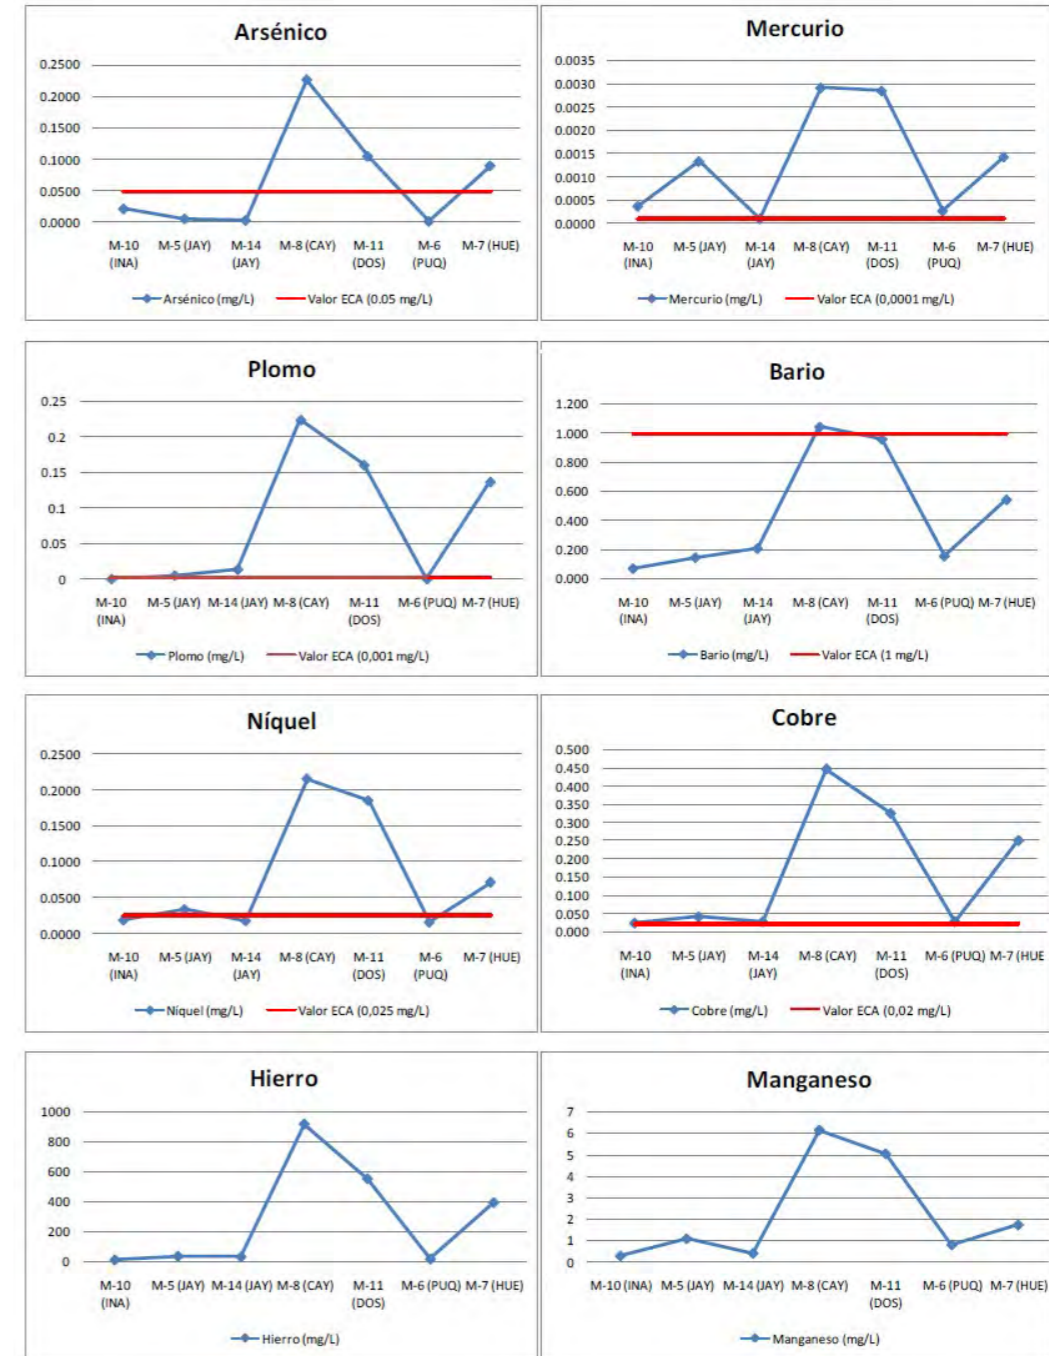 Arsénico
0.2500
0.2000
0.1500
0.1000
0.0500
0.0000
M-10 (INA) M-5 (JAY) M-14 (JAY) M-8 (CAY) M-11 (DOS) M-6 (PUQ) M-7 (HUE)
Arsénico (mg/L) Valor ECA (0.05 mg/L)
Mercurio
0.0035
0.0030
0.0025
0.0020
0.0015
0.0010
0.0005
0.0000
M-10 (INA) M-5 (JAY) M-14 (JAY) M-8 (CAY) M-11 (DOS) M-6 (PUQ) M-7 (HUE)
Mercurio (mg/L) Valor ECA (0,0001 mg/L)
Plomo
0.25
0.2
0.15
0.1
0.05
0
M-10 (INA) M-5 (JAY) M-14 (JAY) M-8 (CAY) M-11 (DOS) M-6 (PUQ) M-7 (HUE)
Plomo (mg/L) Valor ECA (0,001 mg/L)
Bario
1.200
1.000
0.800
0.600
0.400
0.200
0.000
M-10 (INA) M-5 (JAY) M-14 (JAY) M-8 (CAY) M-11 (DOS) M-6 (PUQ) M-7 (HUE)
Bario (mg/L) Valor ECA (1 mg/L)
Níquel
0.2500
0.2000
0.1500
0.1000
0.0500
0.0000
M-10 (INA) M-5 (JAY) M-14 (JAY) M-8 (CAY) M-11 (DOS) M-6 (PUQ) M-7 (HUE)
Níquel (mg/L) Valor ECA (0,025 mg/L)
Cobre
0.500
0.450
0.400
0.350
0.300
0.250
0.200
0.150
0.100
0.050
0.000
M-10 (INA) M-5 (JAY) M-14 (JAY) M-8 (CAY) M-11 (DOS) M-6 (PUQ) M-7 (HUE
Cobre (mg/L) Valor ECA (0,02 mg/L)
Hierro
1000
800
600
400
200
0
M-10 (INA) M-5 (JAY) M-14 (JAY) M-8 (CAY) M-11 (DOS) M-6 (PUQ) M-7 (HUE)
Hierro (mg/L)
Manganeso
7
6
5
4
3
2
1
0
M-10 (INA) M-5 (JAY) M-14 (JAY) M-8 (CAY) M-11 (DOS) M-6 (PUQ) M-7 (HUE)
Manganeso (mg/L)